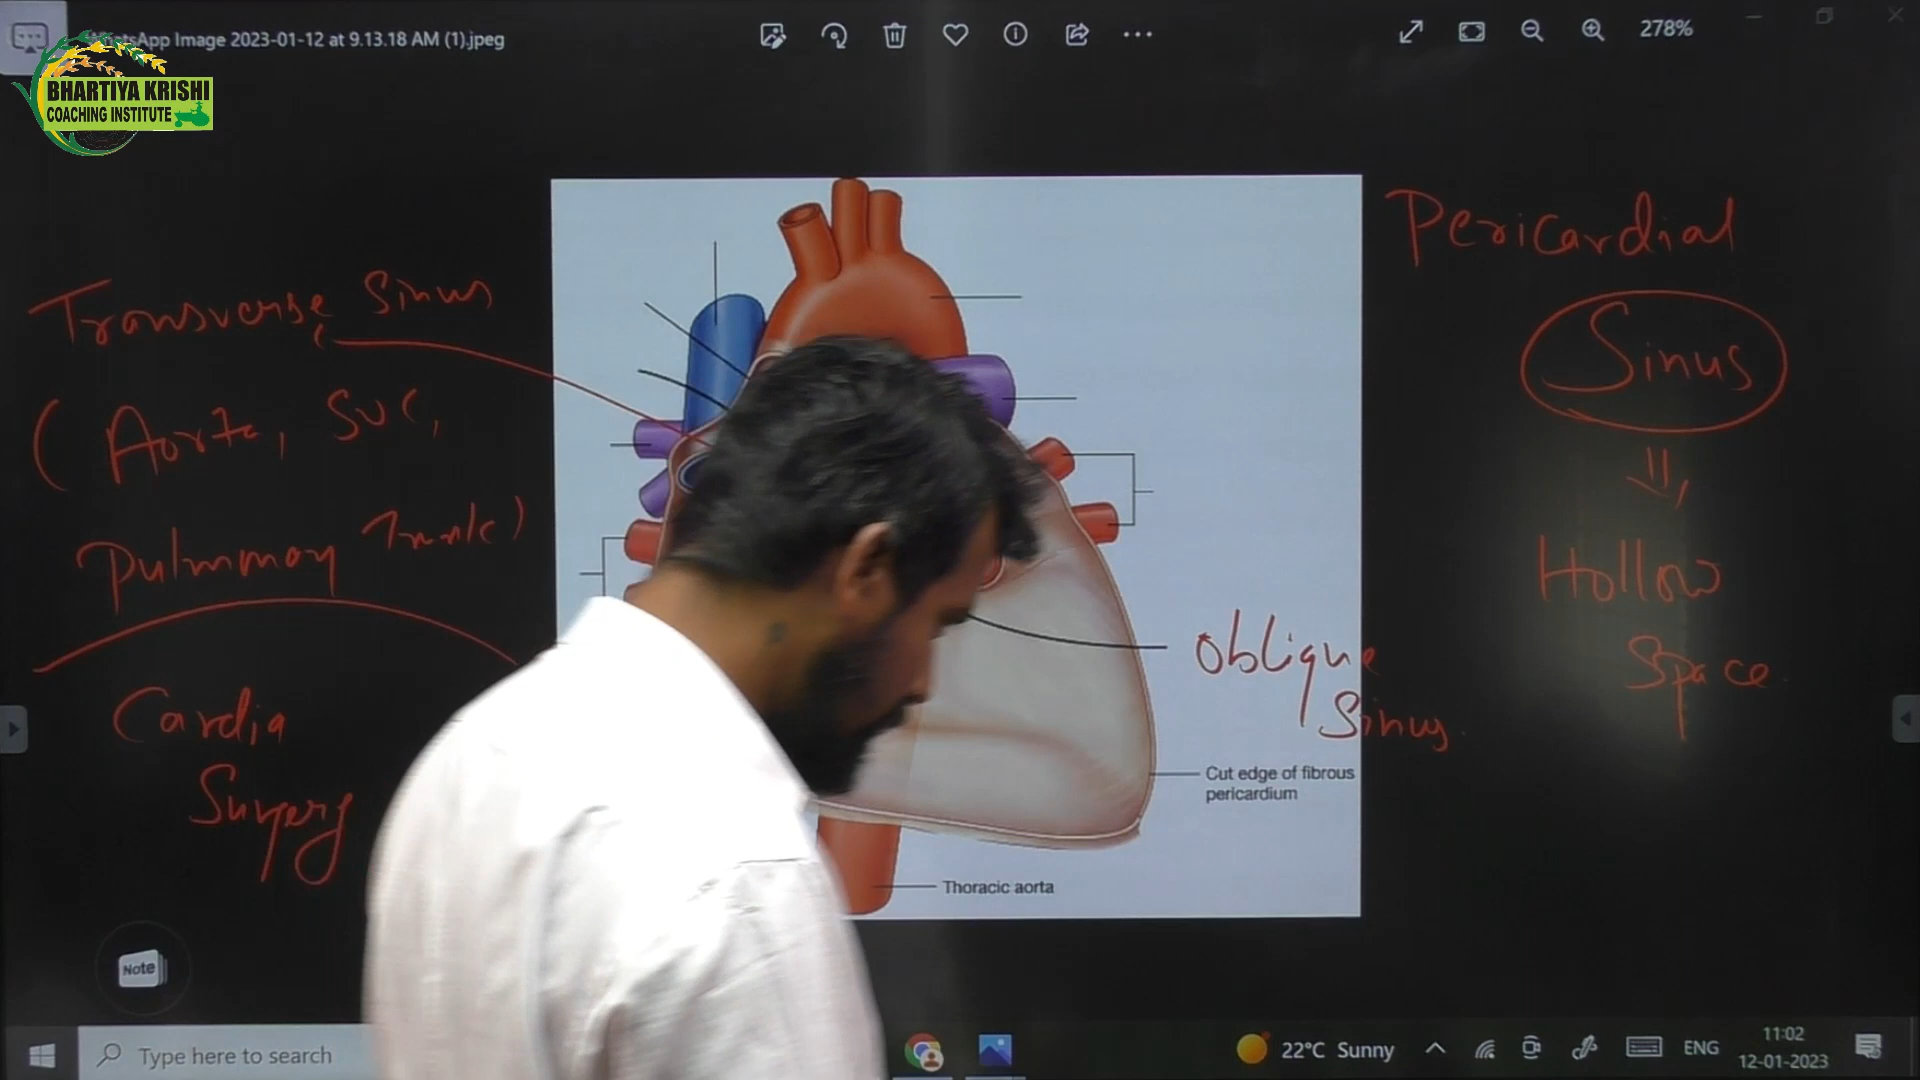 WhatsApp Image 2023-01-12 at 9.13.18 AM (1).jpeg
278%
BHARTIYA KRISHI
COACHING INSTITUTE
Pericardial
Sinus
Hollow
Space
Transverse Sinus
(Aorta, SVC,
Pulmonary Trunk)
Cardia
Surgery
Oblique
Sinus.
Cut edge of fibrous
pericardium
Thoracic aorta
Note
Type here to search
22°C Sunny
ENG
11:02
12-01-2023